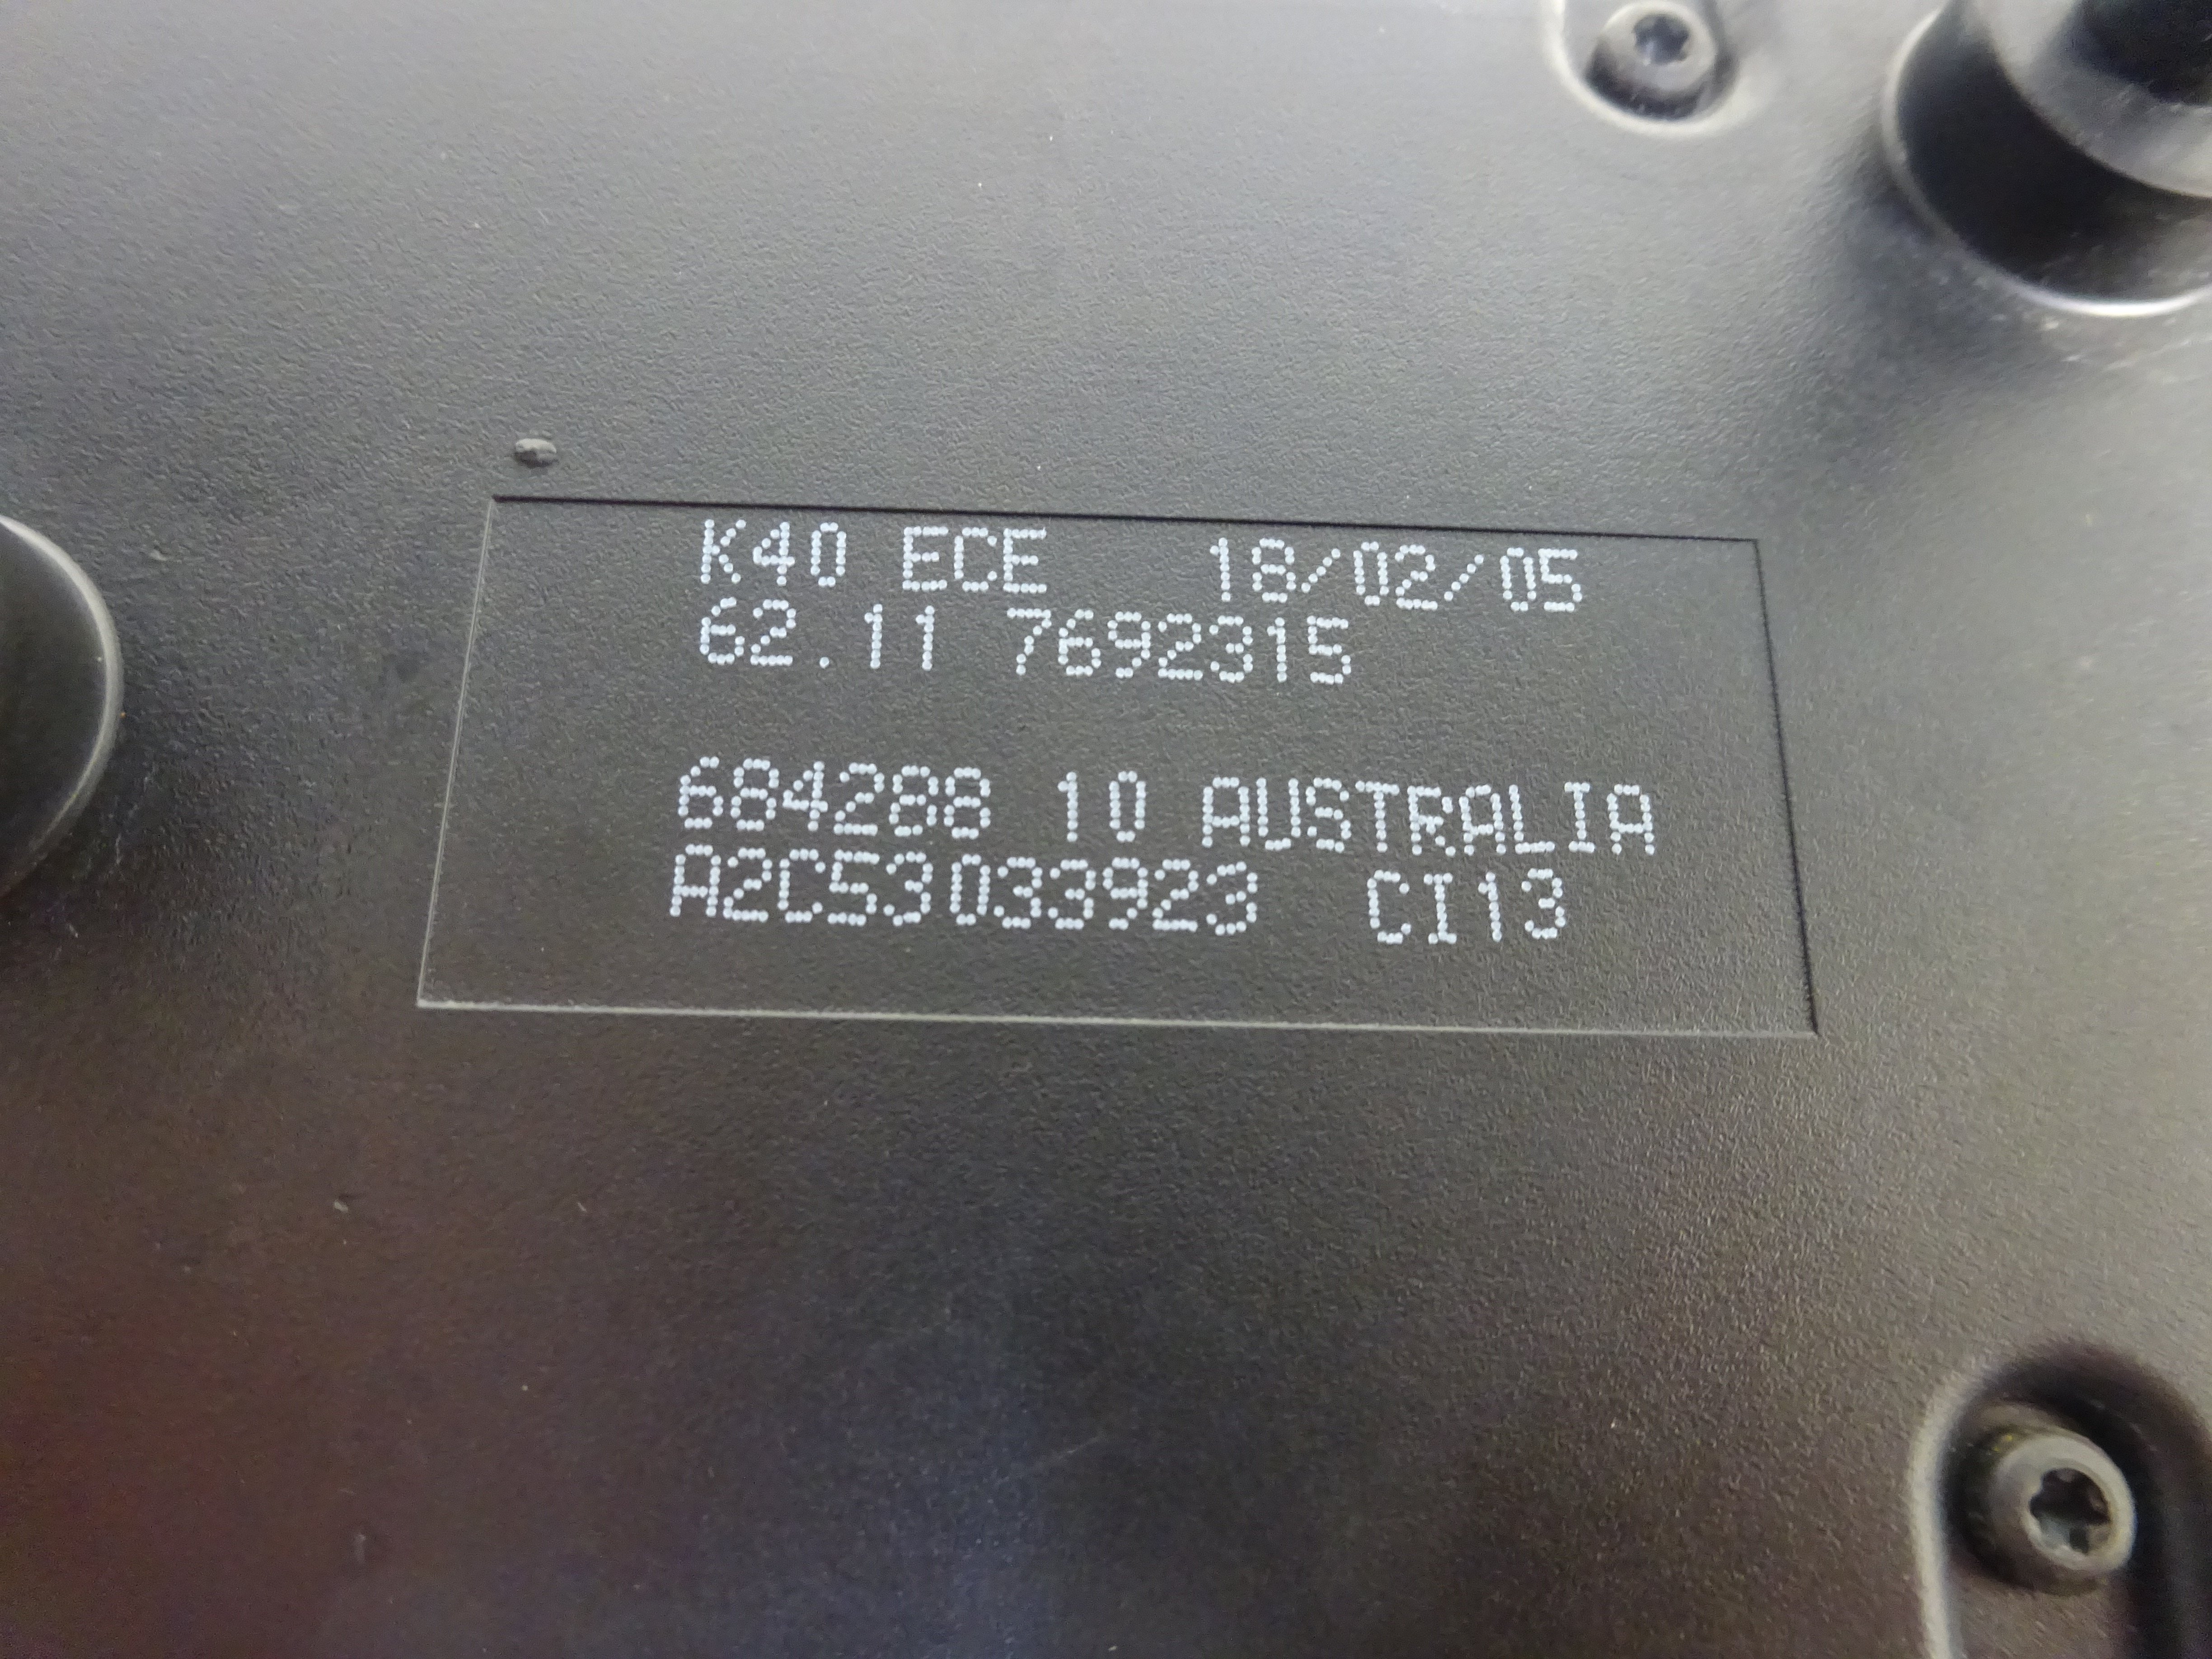 K40 ECE 18/02/05
62.11 7692315
684288 10 AUSTRALIA
A2C53033923 CI13